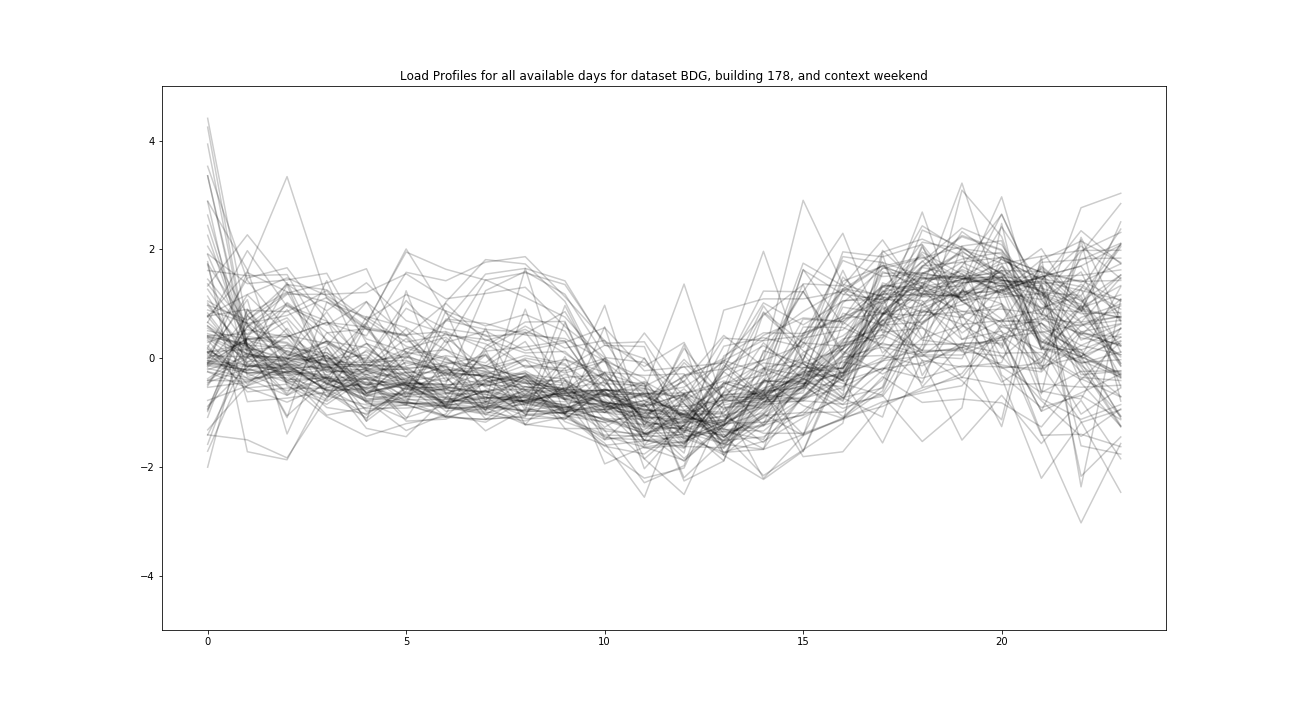 Load Profiles for all available days for dataset BDG, building 178, and context weekend
4
2
0
−2
−4
0 5 10 15 20